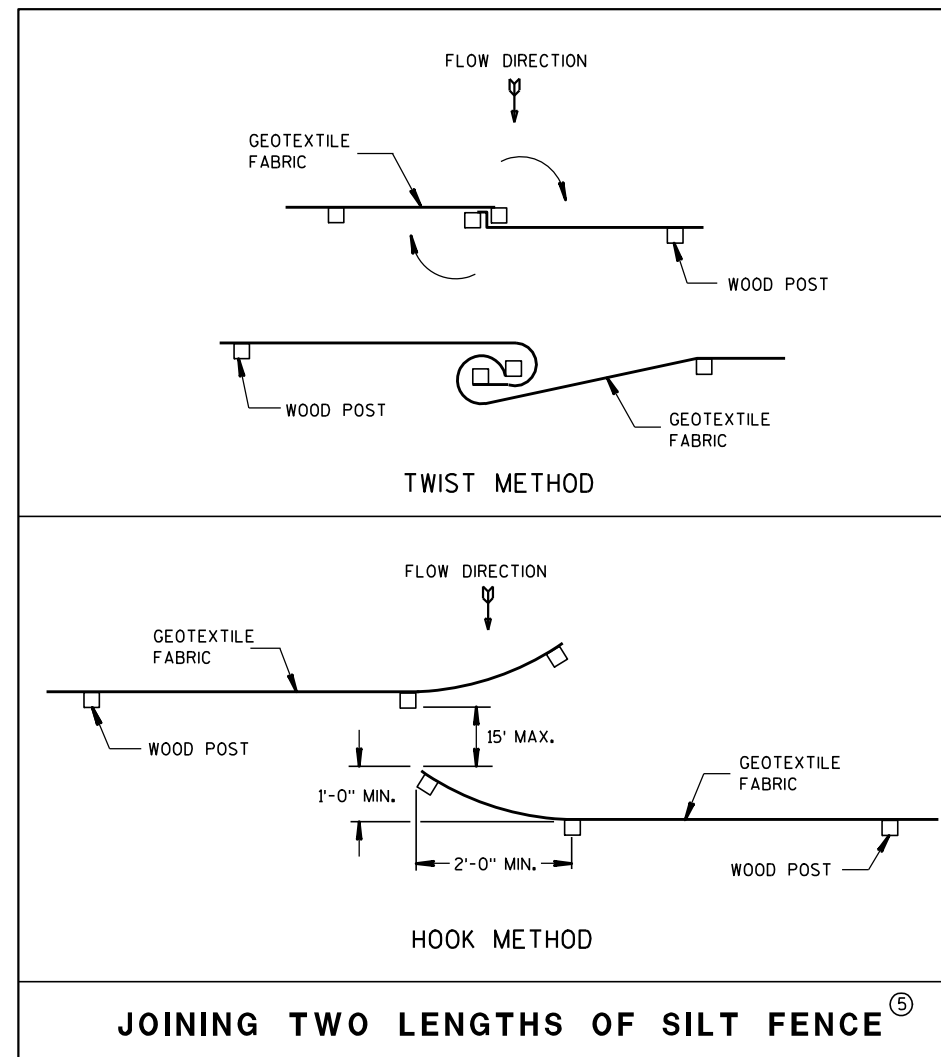 FLOW DIRECTION
GEOTEXTILE
FABRIC
WOOD POST
WOOD POST
GEOTEXTILE
FABRIC
TWIST METHOD
FLOW DIRECTION
GEOTEXTILE
FABRIC
WOOD POST
15' MAX.
GEOTEXTILE
FABRIC
1'-0" MIN.
2'-0" MIN.
WOOD POST
HOOK METHOD
JOINING TWO LENGTHS OF SILT FENCE ⑤